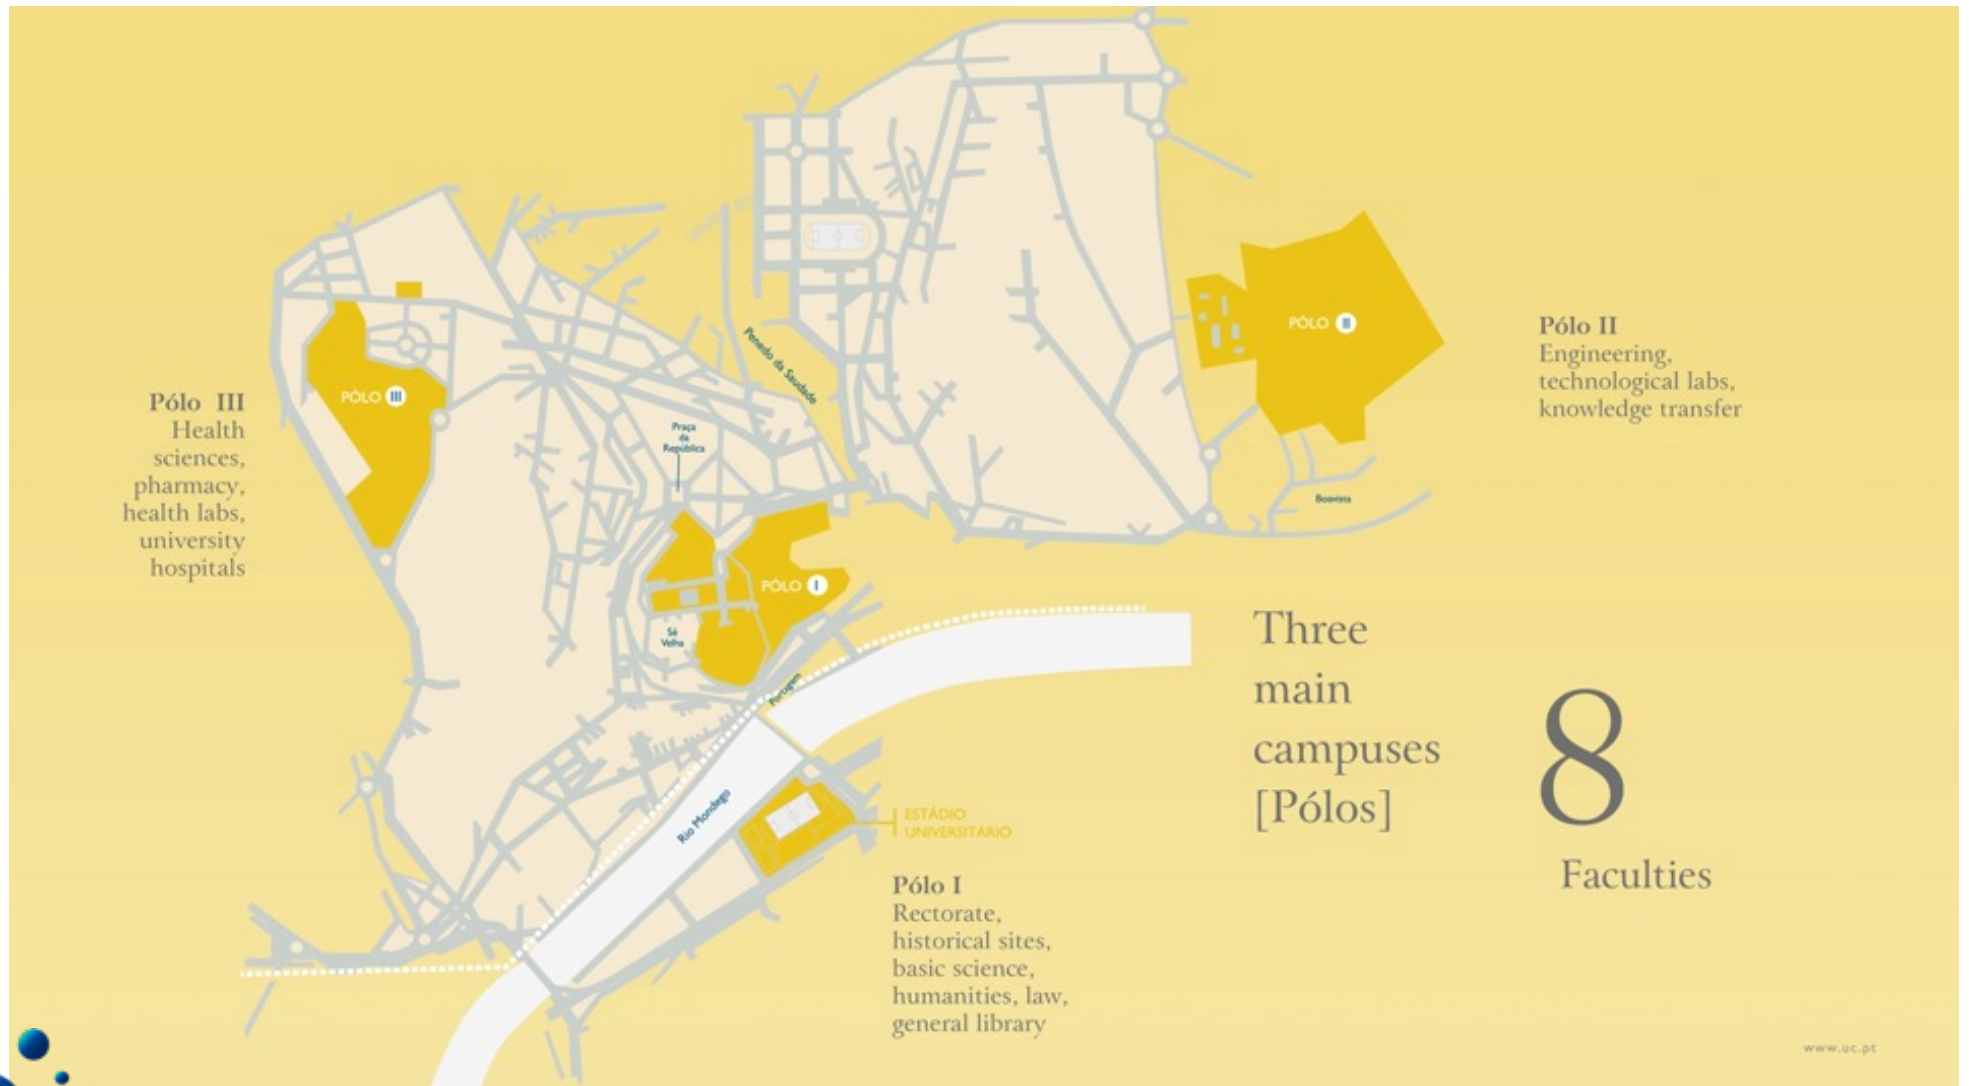 Penedo da Saudade
PÓLO II
Pólo II
Engineering,
technological labs,
knowledge transfer
Pólo III
Health
sciences,
pharmacy,
health labs,
university
hospitals
PÓLO III
Praça
da
República
Boavista
PÓLO I
Sé
Velha
Portagem
Rio Mondego
ESTÁDIO
UNIVERSITÁRIO
Pólo I
Rectorate,
historical sites,
basic science,
humanities, law,
general library
Three
main
campuses
[Pólos]
8
Faculties
www.uc.pt